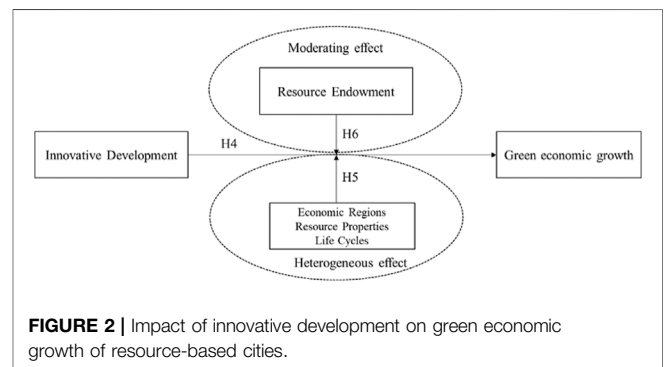 Moderating effect
Resource Endowment
H6
H4
Innovative Development
Green economic growth
H5
Economic Regions
Resource Properties
Life Cycles
Heterogeneous effect
FIGURE 2 | Impact of innovative development on green economic
growth of resource-based cities.